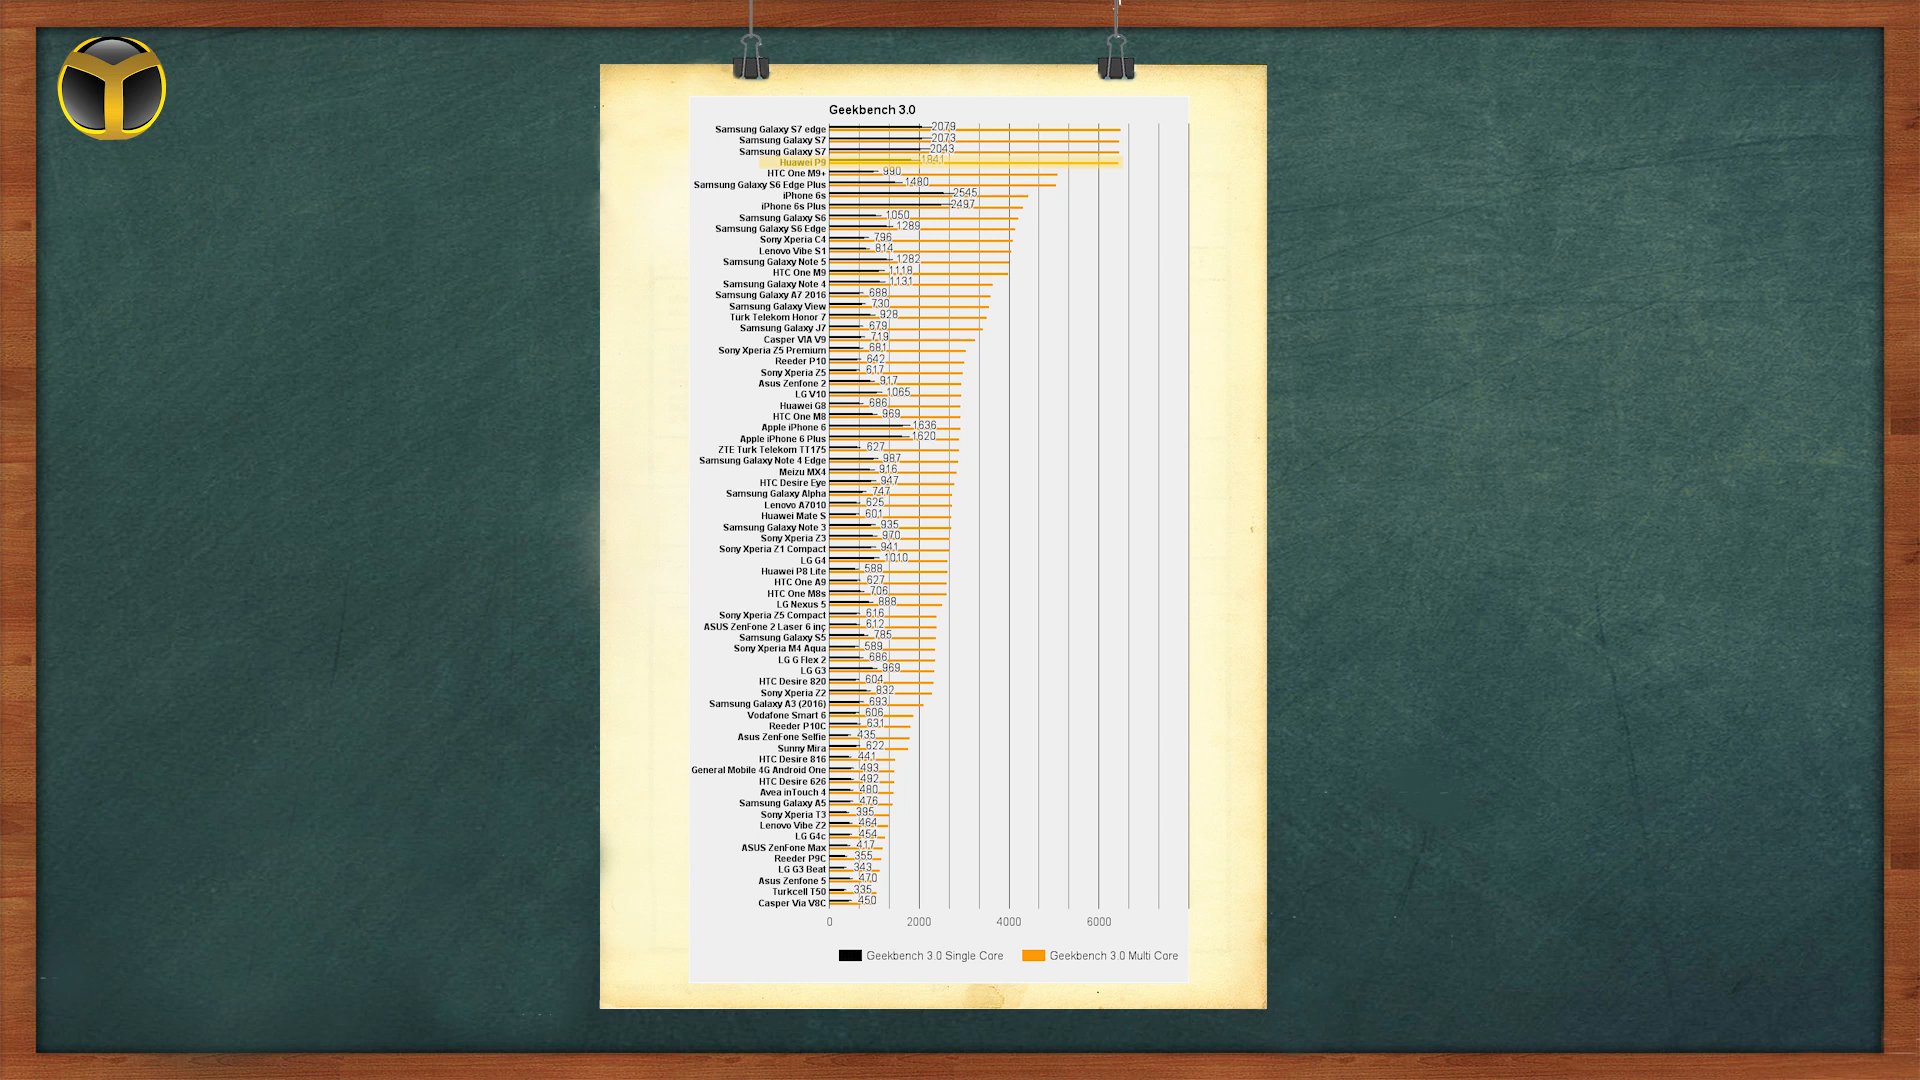 Geekbench 3.0
Samsung Galaxy S7 edge 2079
Samsung Galaxy S7 2073
Samsung Galaxy S7 2043
Huawei P9 1841
HTC One M9+ 990
Samsung Galaxy S6 Edge Plus 1480
iPhone 6s 2545
iPhone 6s Plus 2497
Samsung Galaxy S6 1050
Samsung Galaxy S6 Edge 1289
Sony Xperia C4 796
Lenovo Vibe S1 814
Samsung Galaxy Note 5 1282
HTC One M9 1118
Samsung Galaxy Note 4 1131
Samsung Galaxy A7 2016 688
Samsung Galaxy View 730
Turk Telekom Honor 7 928
Samsung Galaxy J7 679
Casper VIA V9 719
Sony Xperia Z5 Premium 681
Reeder P10 642
Sony Xperia Z5 617
Asus Zenfone 2 917
LG V10 1065
Huawei G8 686
HTC One M8 969
Apple iPhone 6 1636
Apple iPhone 6 Plus 1620
ZTE Turk Telekom TT175 627
Samsung Galaxy Note 4 Edge 987
Meizu MX4 916
HTC Desire Eye 947
Samsung Galaxy Alpha 747
Lenovo A7010 625
Huawei Mate S 601
Samsung Galaxy Note 3 935
Sony Xperia Z3 970
Sony Xperia Z1 Compact 941
LG G4 1010
Huawei P8 Lite 588
HTC One A9 627
HTC One M8s 706
LG Nexus 5 888
Sony Xperia Z5 Compact 616
ASUS ZenFone 2 Laser 6 inç 612
Samsung Galaxy S5 785
Sony Xperia M4 Aqua 589
LG G Flex 2 686
LG G3 969
HTC Desire 820 604
Sony Xperia Z2 832
Samsung Galaxy A3 (2016) 693
Vodafone Smart 6 606
Reeder P10C 631
Asus ZenFone Selfie 435
Sunny Mira 622
HTC Desire 816 441
General Mobile 4G Android One 493
HTC Desire 626 492
Avea inTouch 4 480
Samsung Galaxy A5 476
Sony Xperia T3 395
Lenovo Vibe Z2 464
LG G4c 454
ASUS ZenFone Max 417
Reeder P9C 355
LG G3 Beat 343
Asus Zenfone 5 470
Turkcell T50 335
Casper Via V8C 450
0 2000 4000 6000
Geekbench 3.0 Single Core Geekbench 3.0 Multi Core